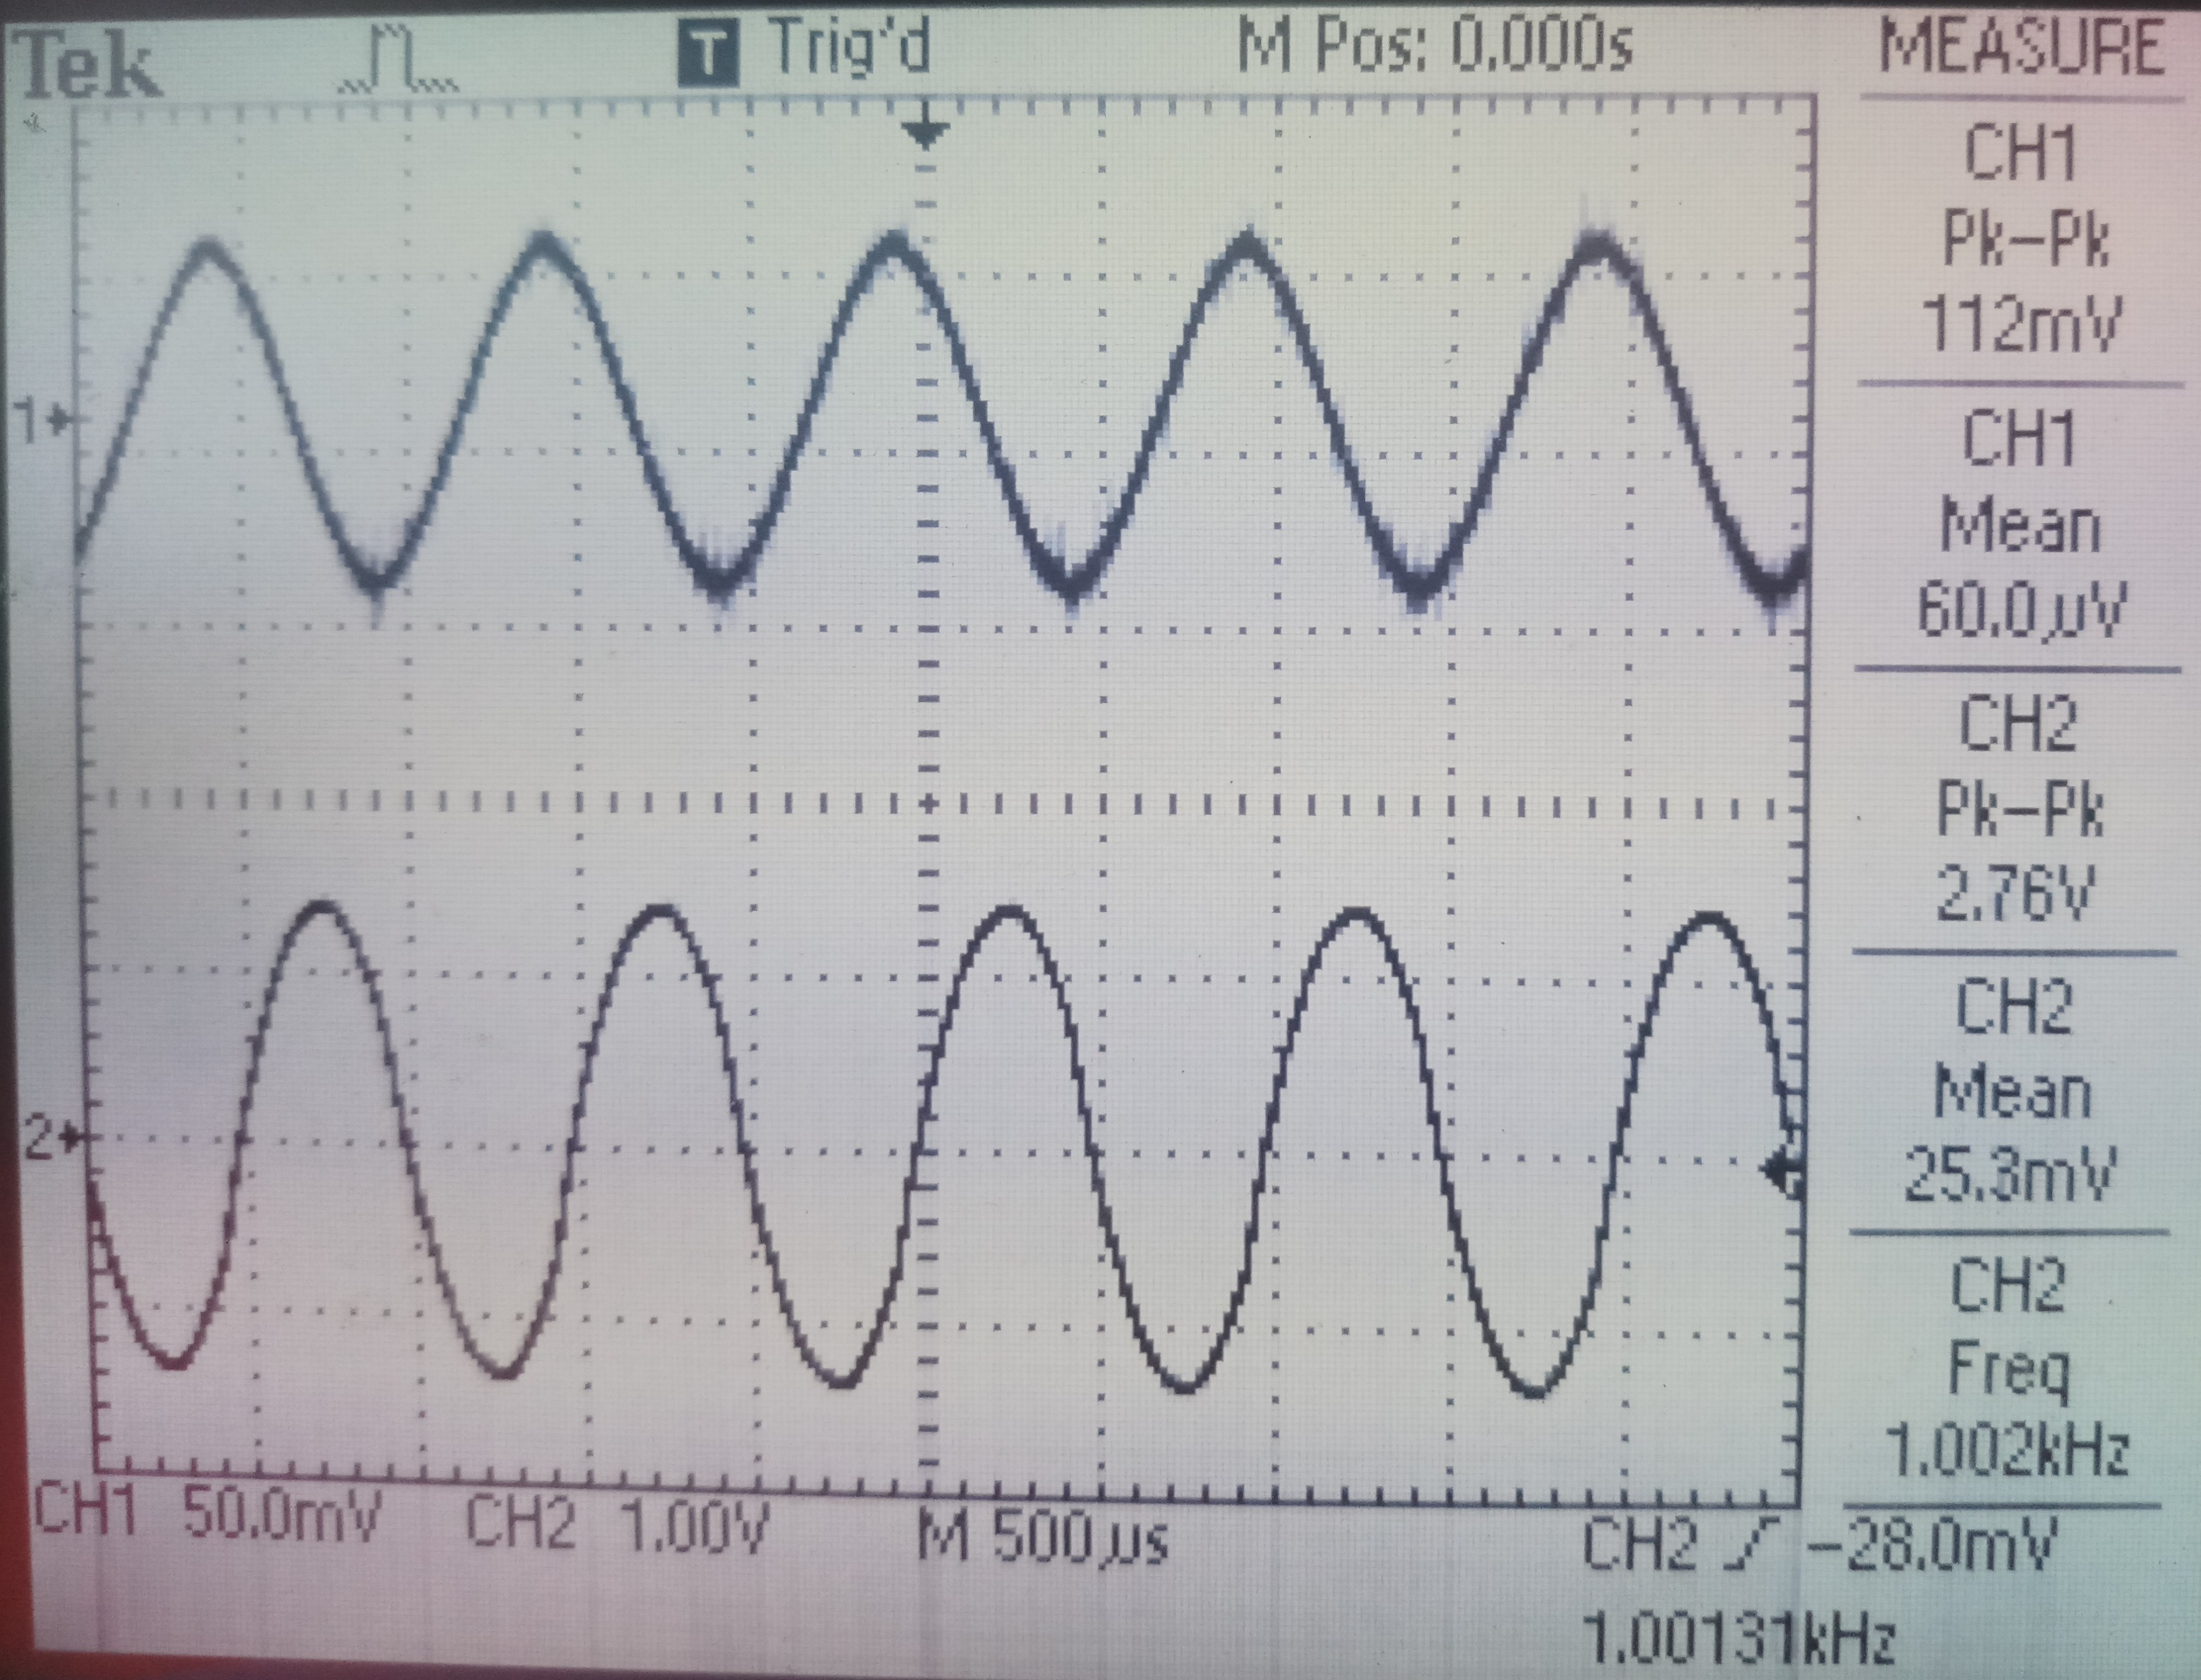 Tek T Trig'd M Pos: 0.000s MEASURE
CH1
Pk-Pk
112mV
1
CH1
Mean
60.0µV
CH2
Pk-Pk
2.76V
CH2
Mean
25.3mV
2
CH2
Freq
1.002kHz
CH1 50.0mV CH2 1.00V M 500µs CH2 -28.0mV
1.00131kHz